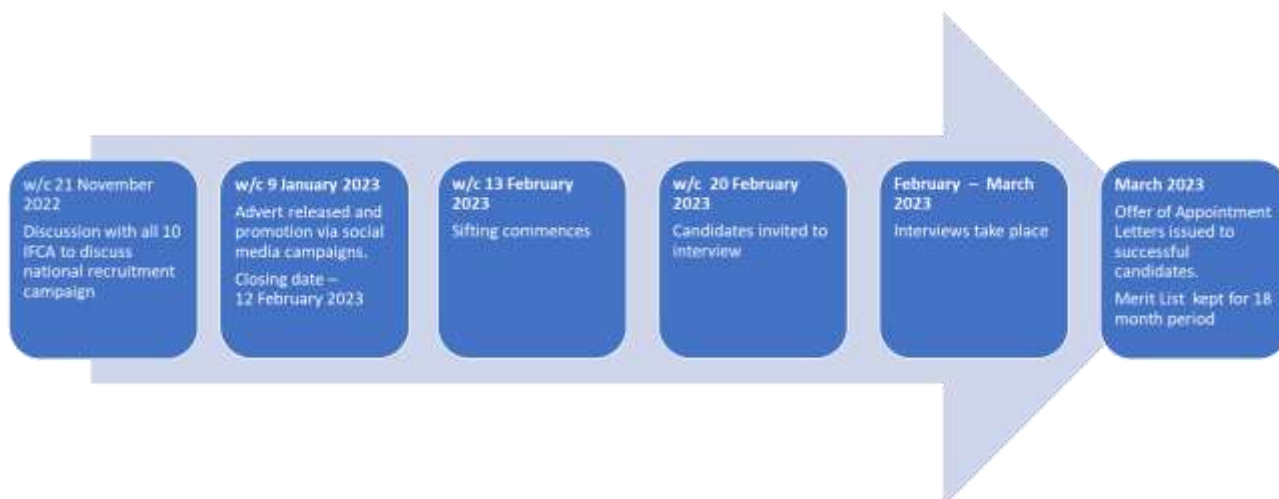 w/c 21 November
2022
Discussion with all 10
IFCA to discuss
national recruitment
campaign
w/c 9 January 2023
Advert released and
promotion via social
media campaigns.
Closing date –
12 February 2023
w/c 13 February
2023
Sifting commences
w/c  20 February
2023
Candidates invited to
interview
February  –  March
2023
Interviews take place
March 2023
Offer of Appointment
Letters issued to
successful
candidates.
Merit List  kept for 18
month period